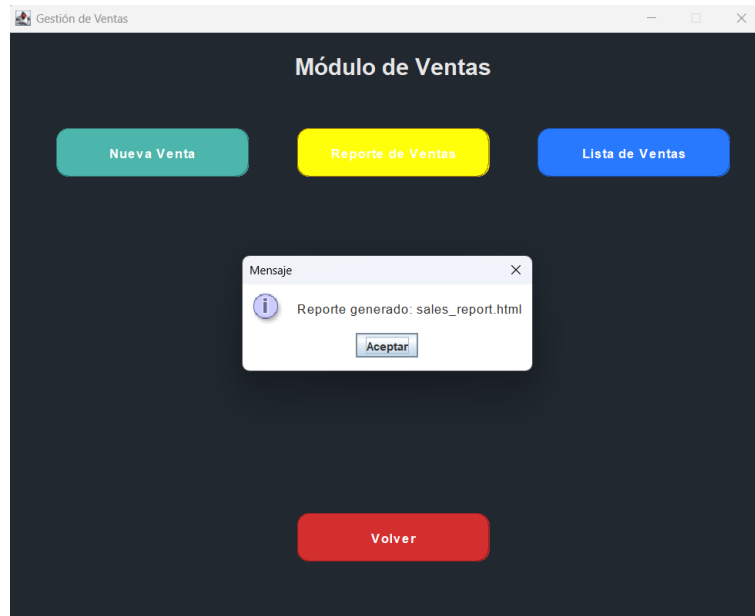 Gestión de Ventas
Módulo de Ventas
Nueva Venta
Reporte de Ventas
Lista de Ventas
Mensaje
Reporte generado: sales_report.html
Aceptar
Volver